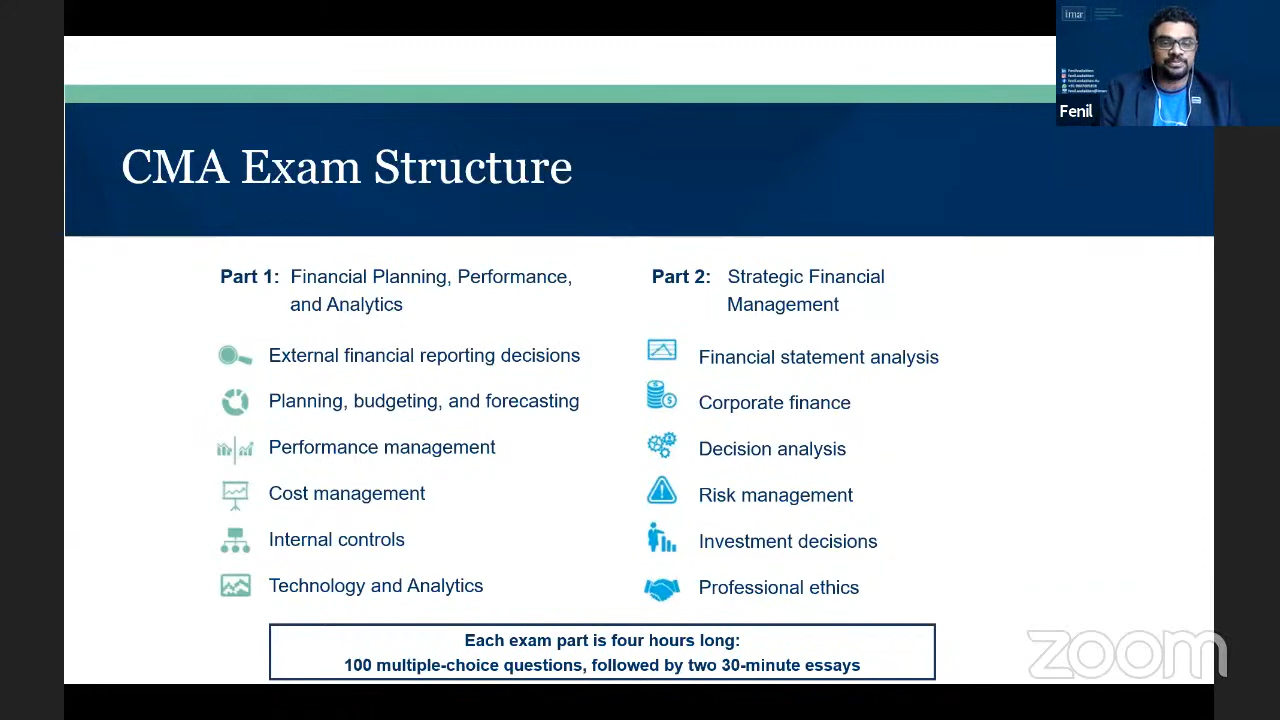 ima
Fenil
CMA Exam Structure
Part 1: Financial Planning, Performance,
and Analytics
External financial reporting decisions
Planning, budgeting, and forecasting
Performance management
Cost management
Internal controls
Technology and Analytics
Part 2: Strategic Financial
Management
Financial statement analysis
Corporate finance
Decision analysis
Risk management
Investment decisions
Professional ethics
Each exam part is four hours long:
100 multiple-choice questions, followed by two 30-minute essays
zoom